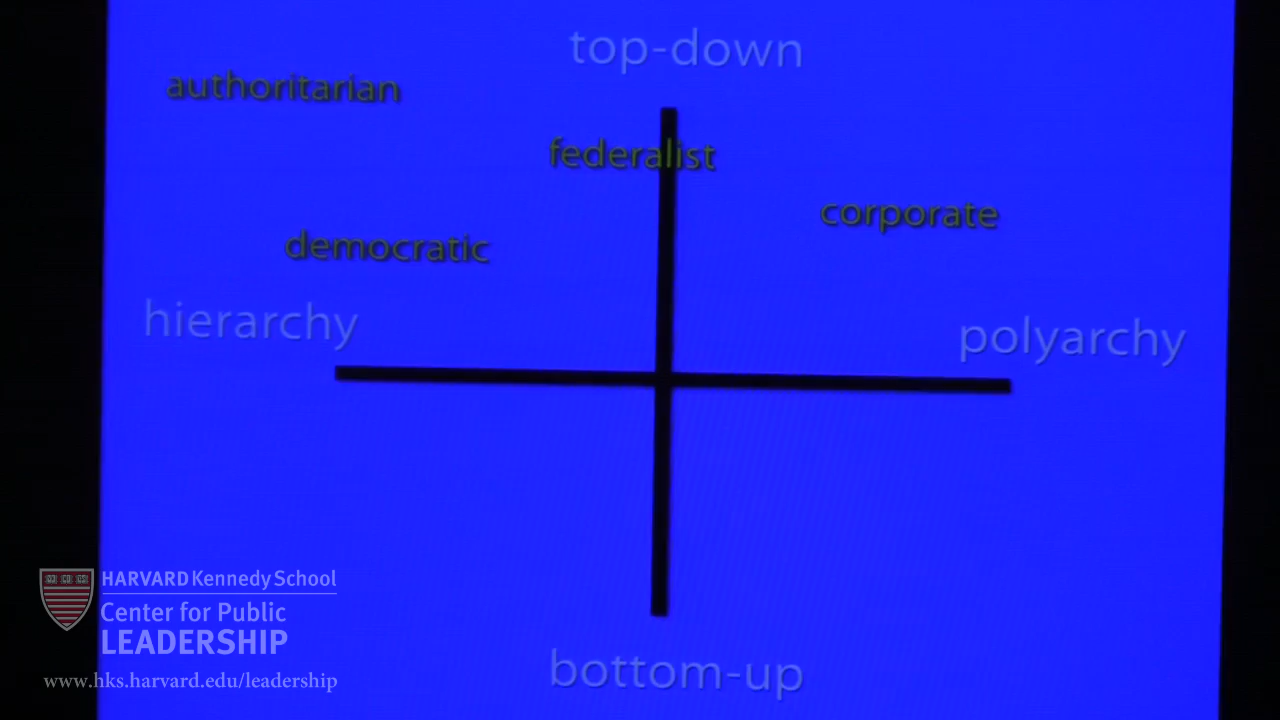 top-down
authoritarian
federalist
corporate
democratic
hierarchy
polyarchy
bottom-up
HARVARD Kennedy School
Center for Public
LEADERSHIP
www.hks.harvard.edu/leadership